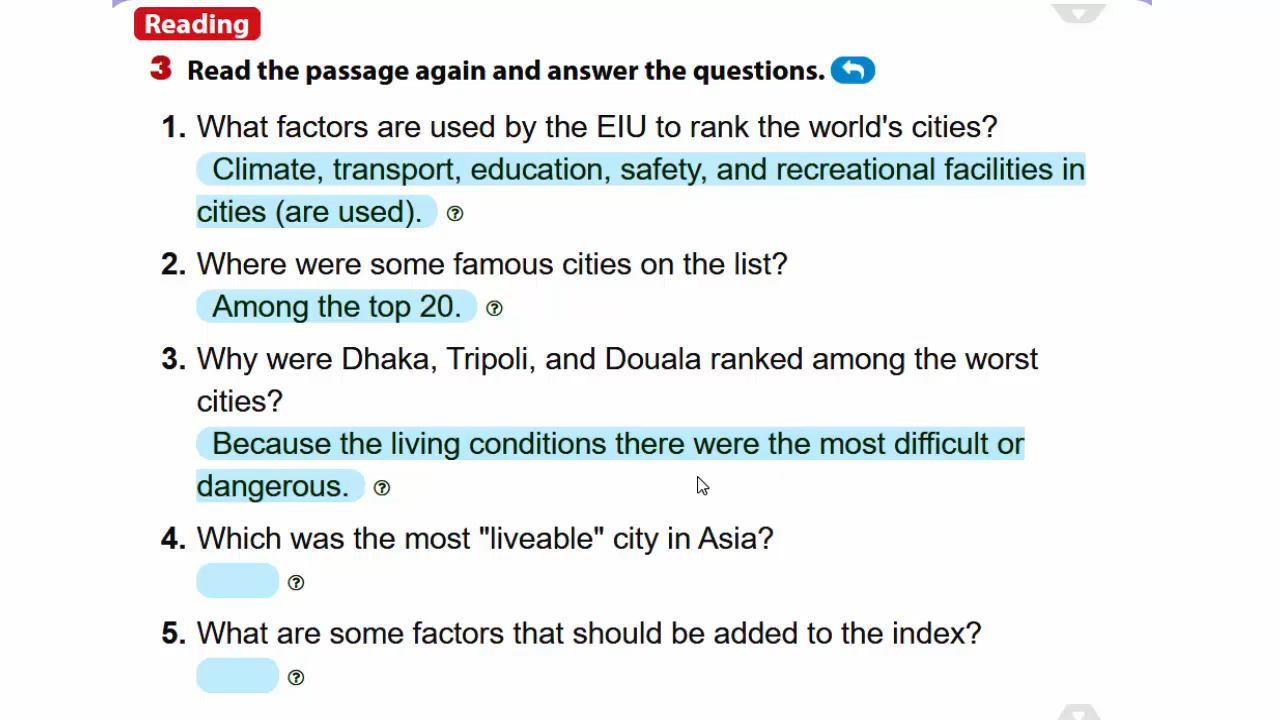 Reading
3 Read the passage again and answer the questions.
1. What factors are used by the EIU to rank the world's cities?
Climate, transport, education, safety, and recreational facilities in
cities (are used).
2. Where were some famous cities on the list?
Among the top 20.
3. Why were Dhaka, Tripoli, and Douala ranked among the worst
cities?
Because the living conditions there were the most difficult or
dangerous.
4. Which was the most "liveable" city in Asia?
5. What are some factors that should be added to the index?